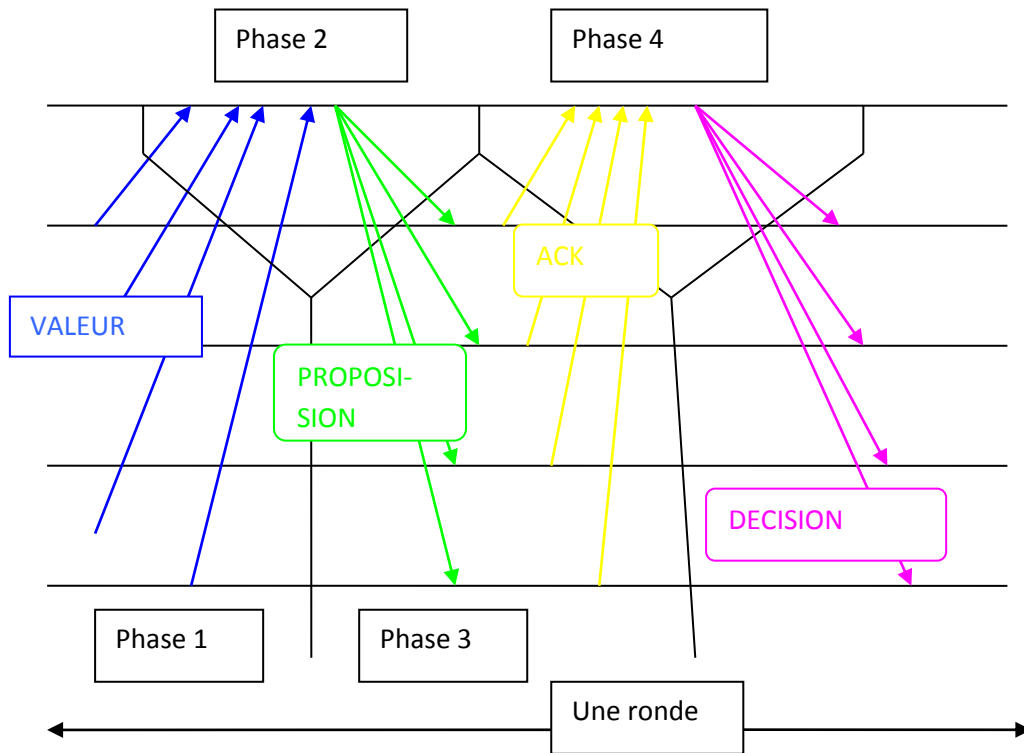 Phase 2
Phase 4
ACK
VALEUR
PROPOSI-
SION
DECISION
Phase 1
Phase 3
Une ronde